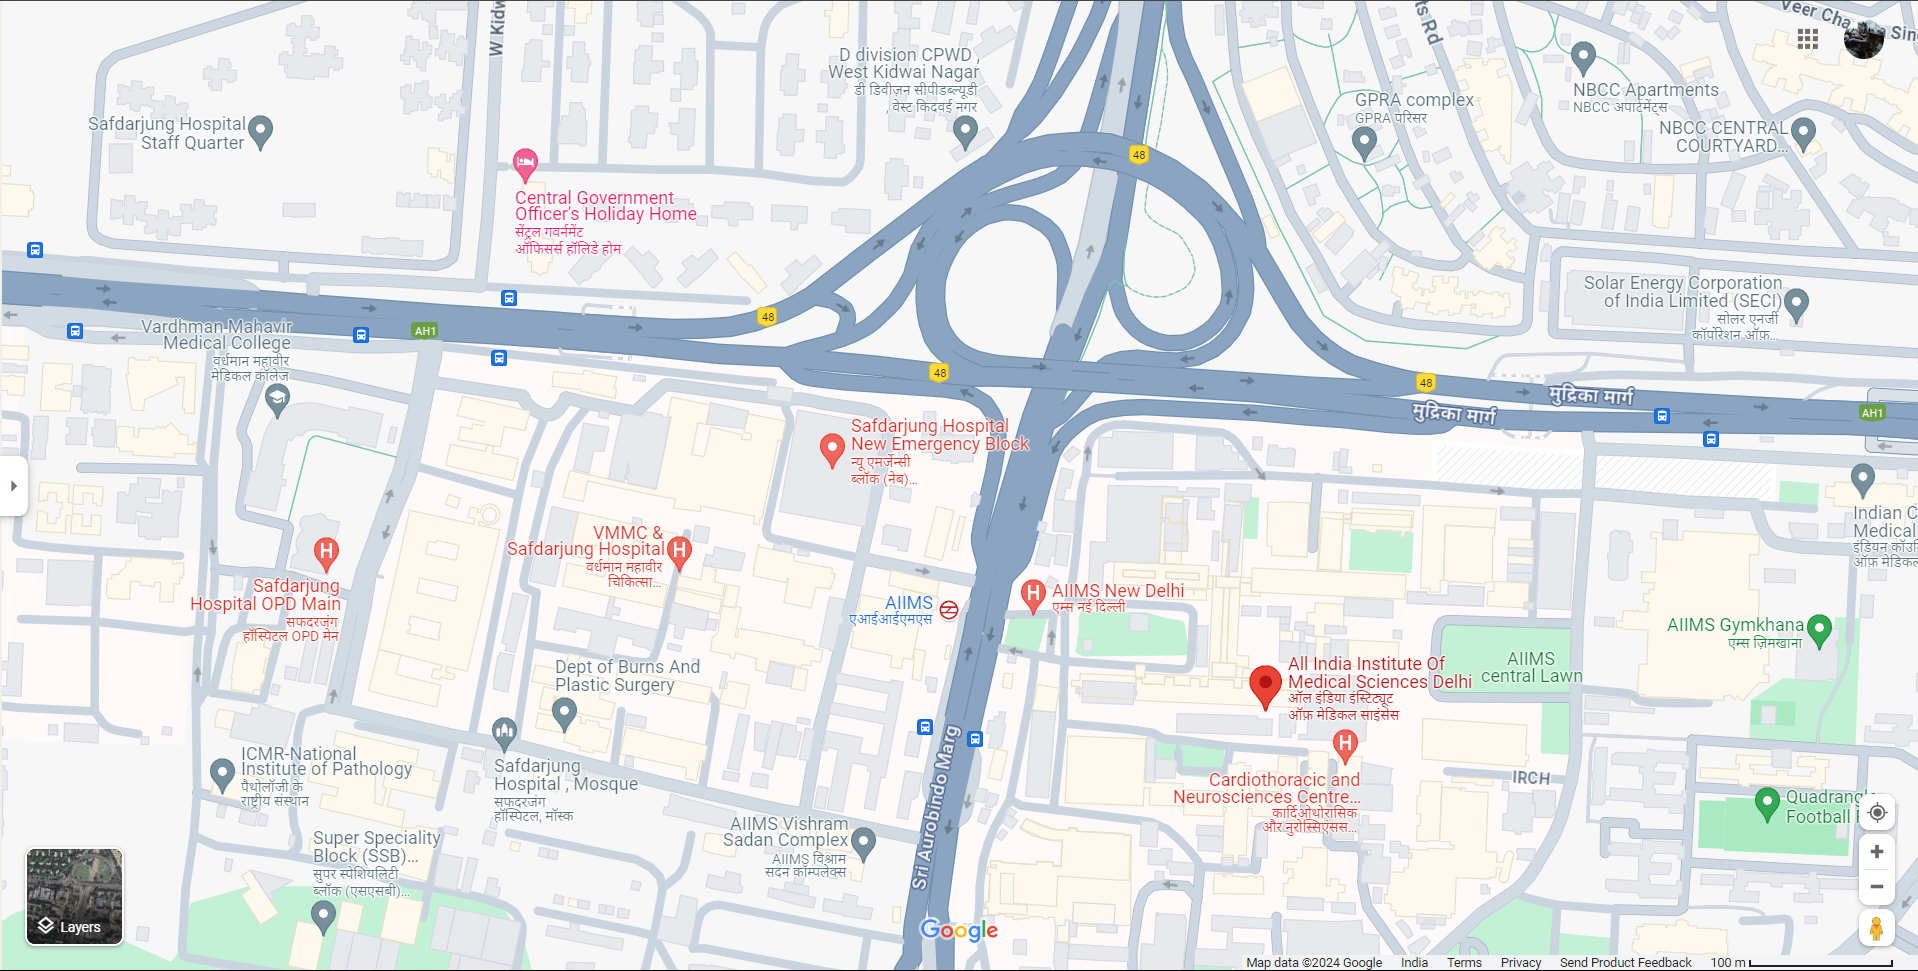 W Kidw
ts Rd
Veer Cha
Sin
D division CPWD ,
West Kidwai Nagar
डी डिवीज़न सीपीडब्ल्यूडी
, वेस्ट किदवई नगर
NBCC Apartments
NBCC अपार्टमेंट्स
GPRA complex
GPRA परिसर
NBCC CENTRAL
COURTYARD...
Safdarjung Hospital
Staff Quarter
48
Central Government
Officer's Holiday Home
सेंट्रल गवर्नमेंट
ऑफिसर्स हॉलिडे होम
Solar Energy Corporation
of India Limited (SECI)
सोलर एनर्जी
कॉर्पोरेशन ऑफ़...
48
AH1
Vardhman Mahavir
Medical College
वर्धमान महावीर
मेडिकल कॉलेज
48
48
मुद्रिका मार्ग
मुद्रिका मार्ग
AH1
Safdarjung Hospital
New Emergency Block
न्यू एमर्जेन्सी
ब्लॉक (नेब)...
Indian C
Medical
इंडियन काउं
ऑफ़ मेडिकल
VMMC &
Safdarjung Hospital
वर्धमान महावीर
चिकित्सा...
Safdarjung
Hospital OPD Main
सफदरजंग
हॉस्पिटल OPD मेन
AIIMS
एआईआईएमएस
AIIMS New Delhi
एम्स नई दिल्ली
AIIMS Gymkhana
एम्स ज़िमखाना
AIIMS
central Lawn
All India Institute Of
Medical Sciences Delhi
ऑल इंडिया इंस्टिट्यूट
ऑफ़ मेडिकल साइंसेस
Dept of Burns And
Plastic Surgery
ICMR-National
Institute of Pathology
पैथोलॉजी के
राष्ट्रीय संस्थान
Safdarjung
Hospital , Mosque
सफदरजंग
हॉस्पिटल, मॉस्क
Sri Aurobindo Marg
Cardiothoracic and
Neurosciences Centre...
कार्दिओथोरासिक
और नुरोस्सिएसस...
IRCH
Quadrangle
Football F
Super Speciality
Block (SSB)...
सुपर स्पेशियलिटी
ब्लॉक (एसएसबी)...
AIIMS Vishram
Sadan Complex
AIIMS विश्राम
सदन कॉम्पलेक्स
Layers
Google
Map data ©2024 Google India Terms Privacy Send Product Feedback 100 m